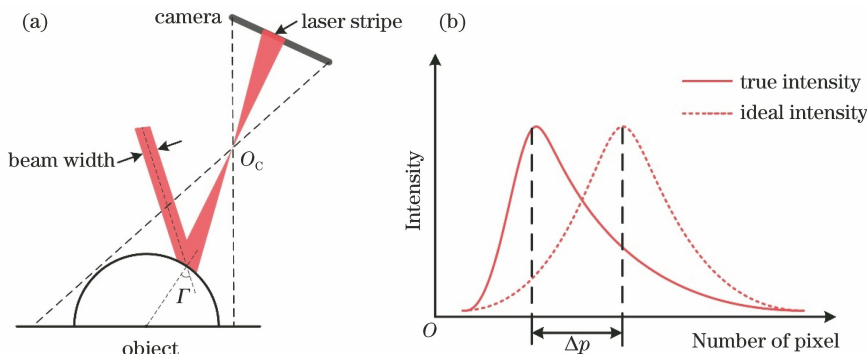 (a)
camera
laser stripe
beam width
O_C
Γ
object
(b)
true intensity
ideal intensity
Intensity
O
Δp
Number of pixel